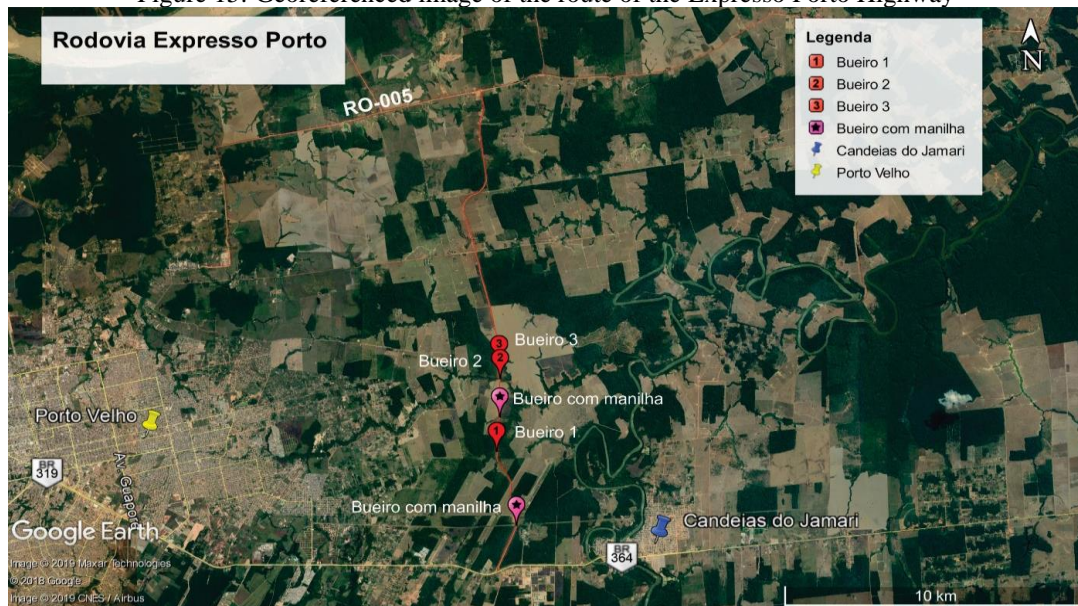 Figure 13: Georeferenced image of the route of the Expresso Porto Highway
Rodovia Expresso Porto
Legenda
1 Bueiro 1
2 Bueiro 2
3 Bueiro 3
Bueiro com manilha
Candeias do Jamari
Porto Velho
N
RO-005
3 Bueiro 3
Bueiro 2 2
Bueiro com manilha
Porto Velho
1 Bueiro 1
BR
319
Av. Guaporé
Bueiro com manilha
Candeias do Jamari
BR
364
Google Earth
Image © 2019 Maxar Technologies
© 2018 Google
Image © 2019 CNES / Airbus
10 km